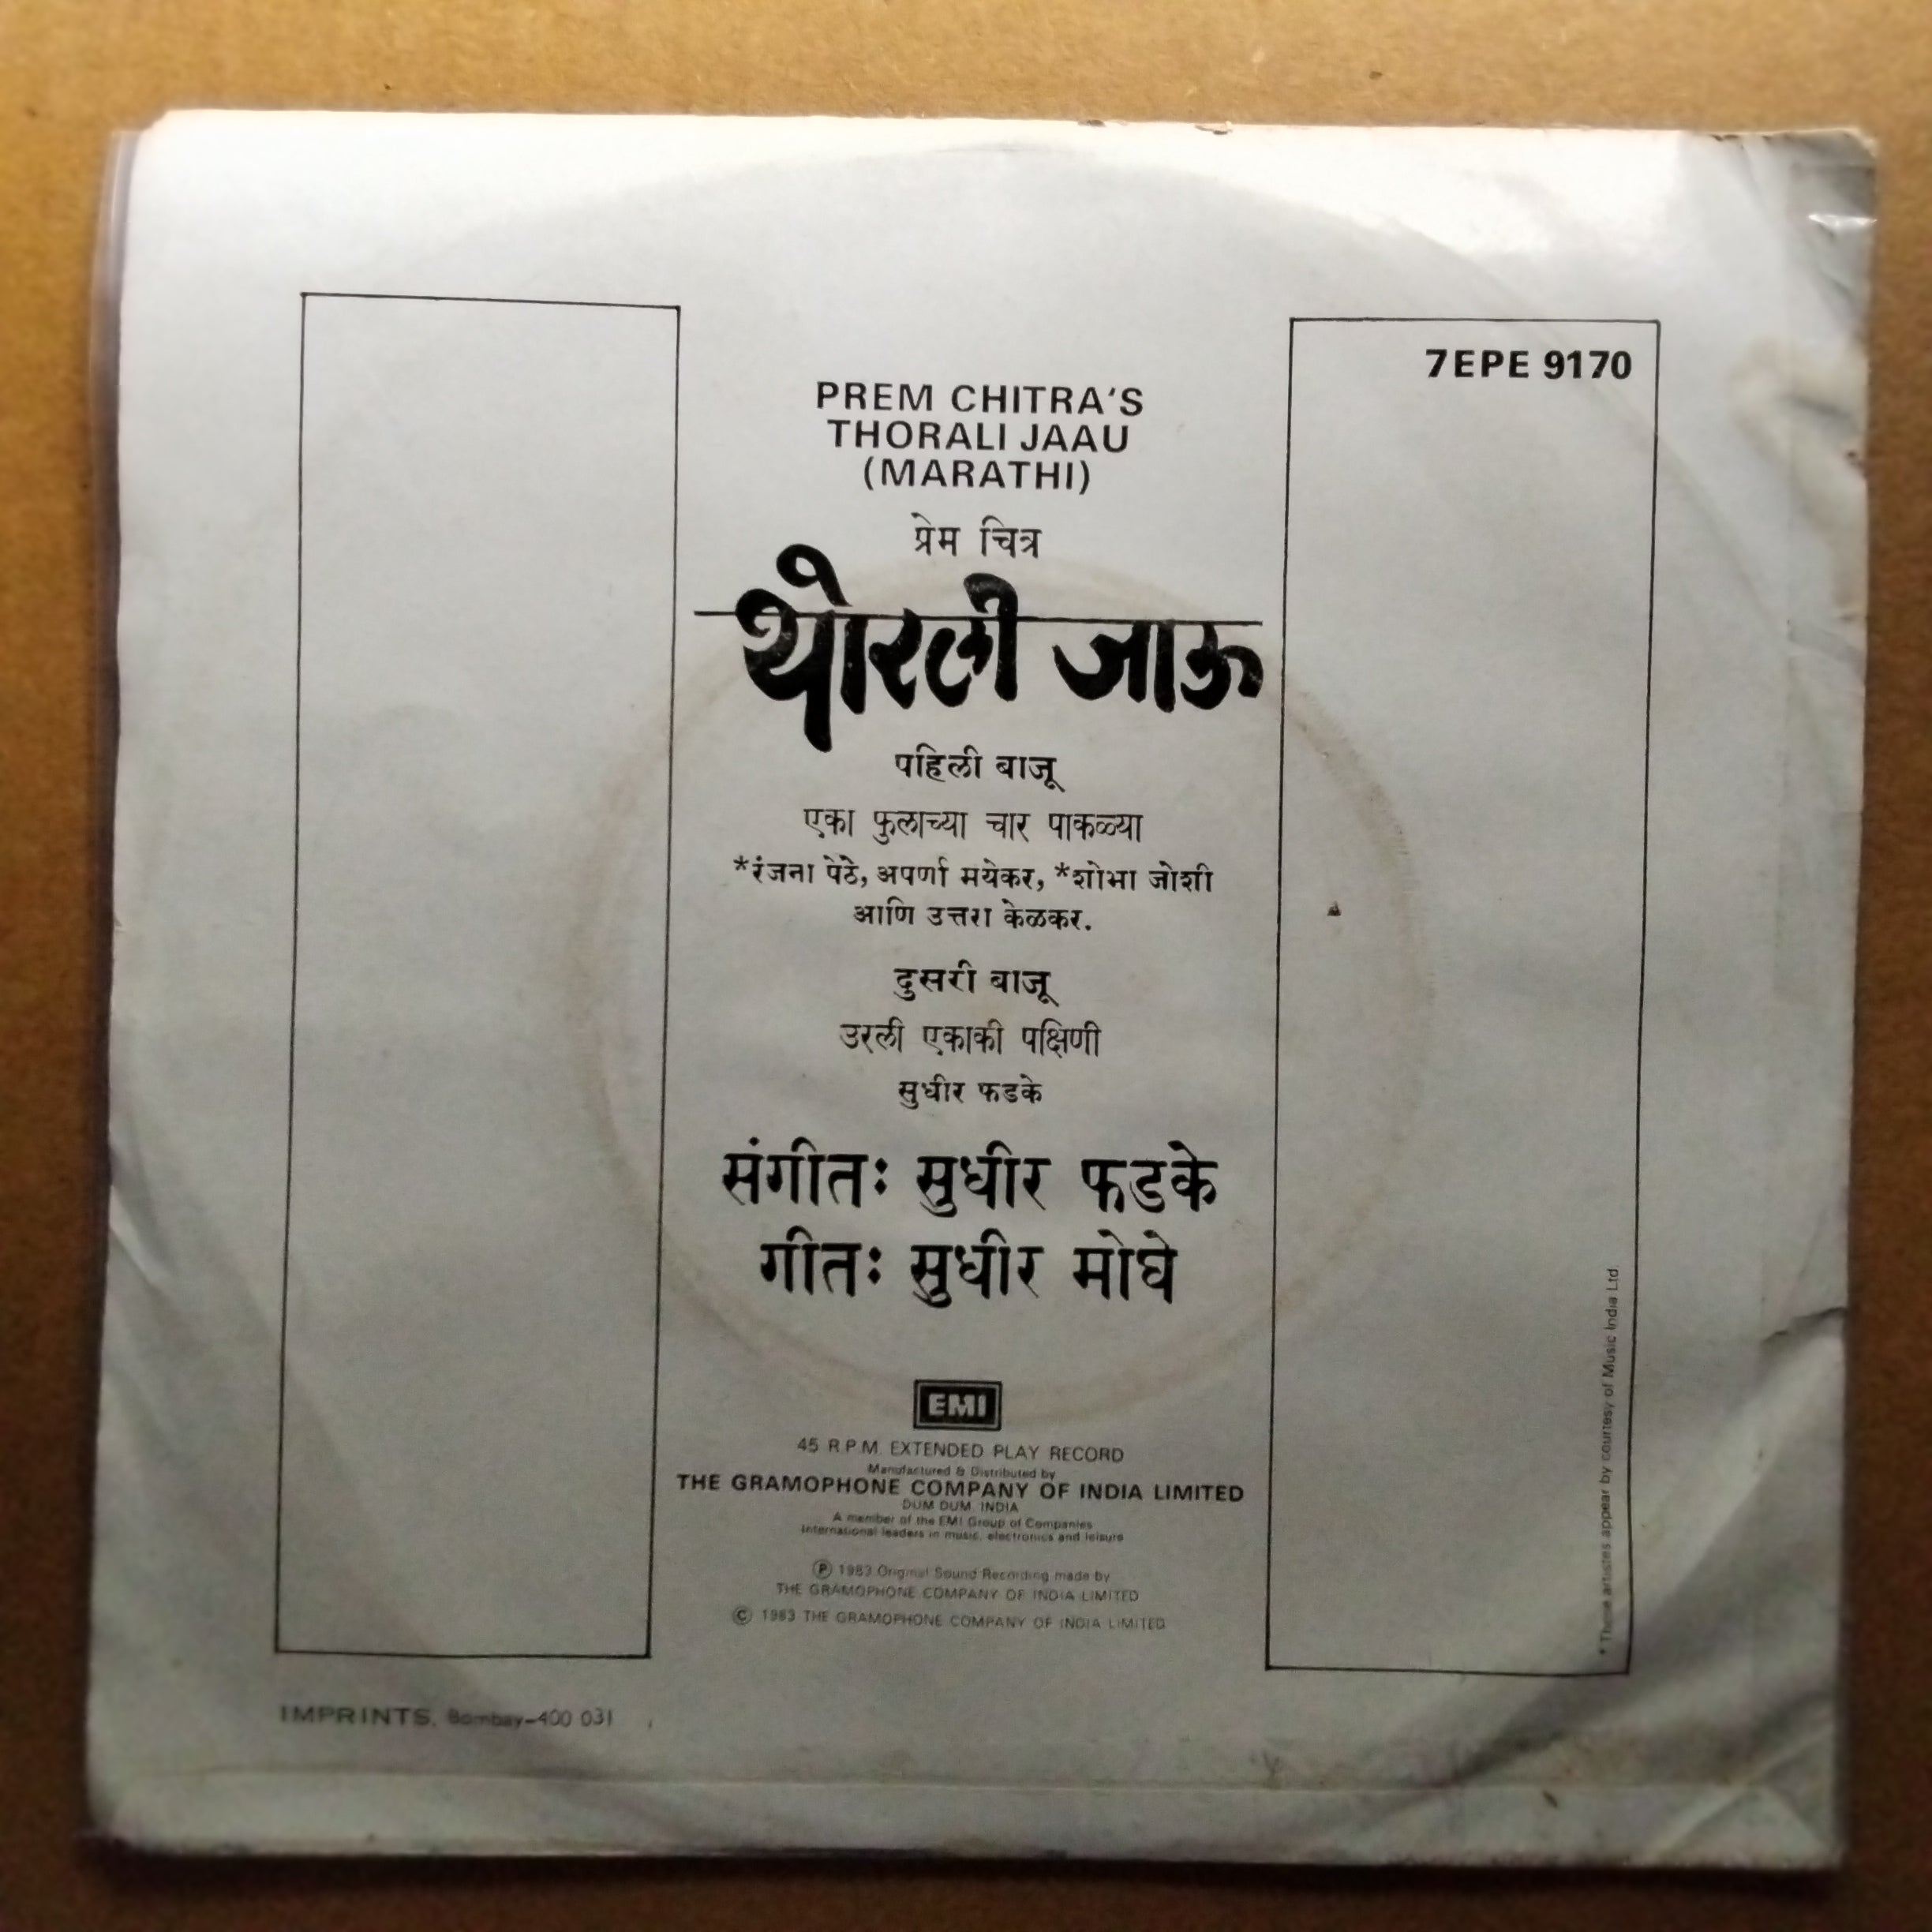 7EPE 9170
PREM CHITRA'S
THORALI JAAU
(MARATHI)
प्रेम चित्र
थोरली जाऊ
पहिली बाजू
एका फुलाच्या चार पाकळ्या
*रंजना पेठे, अपर्णा मयेकर, *शोभा जोशी
आणि उत्तरा केळकर.
दुसरी बाजू
उरली एकाकी पक्षिणी
सुधीर फडके
संगीतः सुधीर फडके
गीतः सुधीर मोघे
EMI
45 R.P.M. EXTENDED PLAY RECORD
Manufactured & Distributed by
THE GRAMOPHONE COMPANY OF INDIA LIMITED
DUM DUM, INDIA
A member of the EMI Group of Companies
International leaders in music, electronics and leisure
Ⓟ 1983 Original Sound Recording made by
THE GRAMOPHONE COMPANY OF INDIA LIMITED
© 1983 THE GRAMOPHONE COMPANY OF INDIA LIMITED
* These artistes appear by courtesy of Music India Ltd.
IMPRINTS, Bombay-400 031